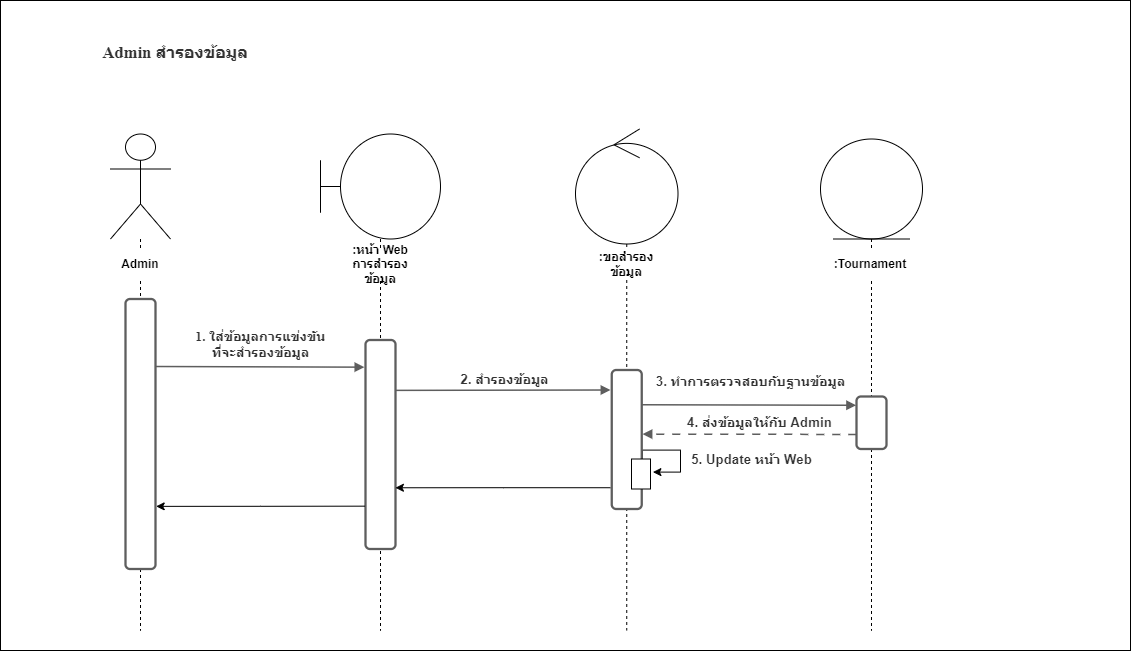 Admin สำรองข้อมูล
:หน้า Web
การสำรอง
ข้อมูล
:ขอสำรอง
ข้อมูล
Admin
:Tournament
1. ใส่ข้อมูลการแข่งขัน
ที่จะสำรองข้อมูล
2. สำรองข้อมูล
3. ทำการตรวจสอบกับฐานข้อมูล
4. ส่งข้อมูลให้กับ Admin
5. Update หน้า Web